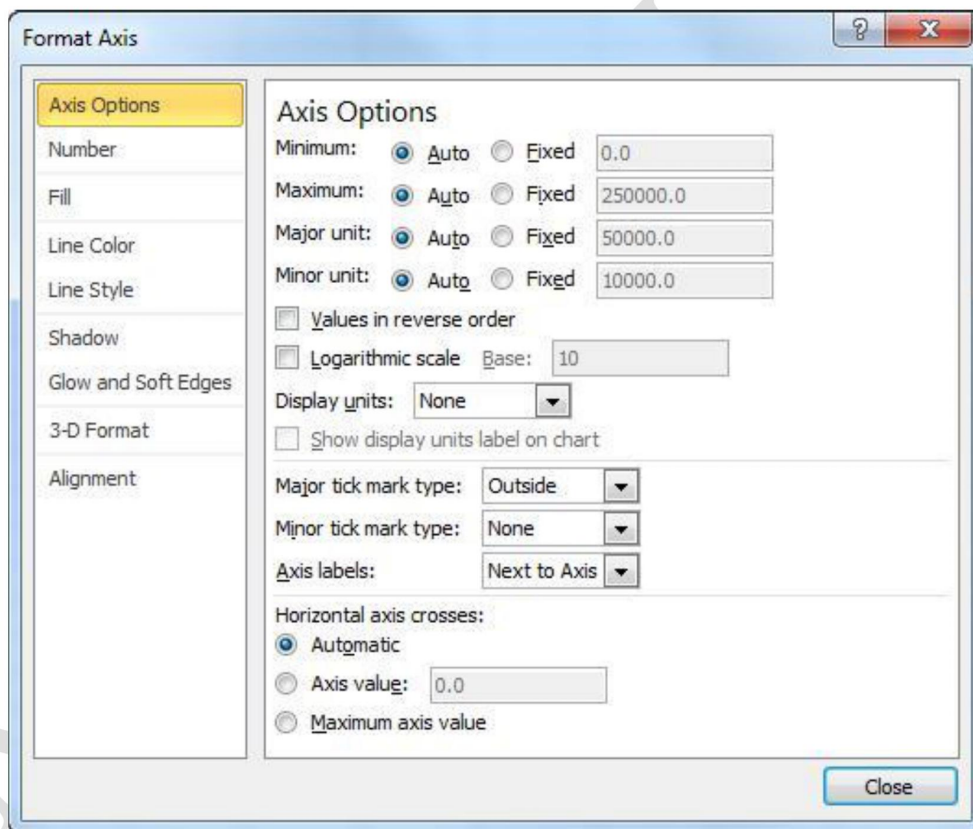 Format Axis
Axis Options
Number
Fill
Line Color
Line Style
Shadow
Glow and Soft Edges
3-D Format
Alignment
Axis Options
Minimum: Auto Fixed 0.0
Maximum: Auto Fixed 250000.0
Major unit: Auto Fixed 50000.0
Minor unit: Auto Fixed 10000.0
Values in reverse order
Logarithmic scale Base: 10
Display units: None
Show display units label on chart
Major tick mark type: Outside
Minor tick mark type: None
Axis labels: Next to Axis
Horizontal axis crosses:
Automatic
Axis value: 0.0
Maximum axis value
Close